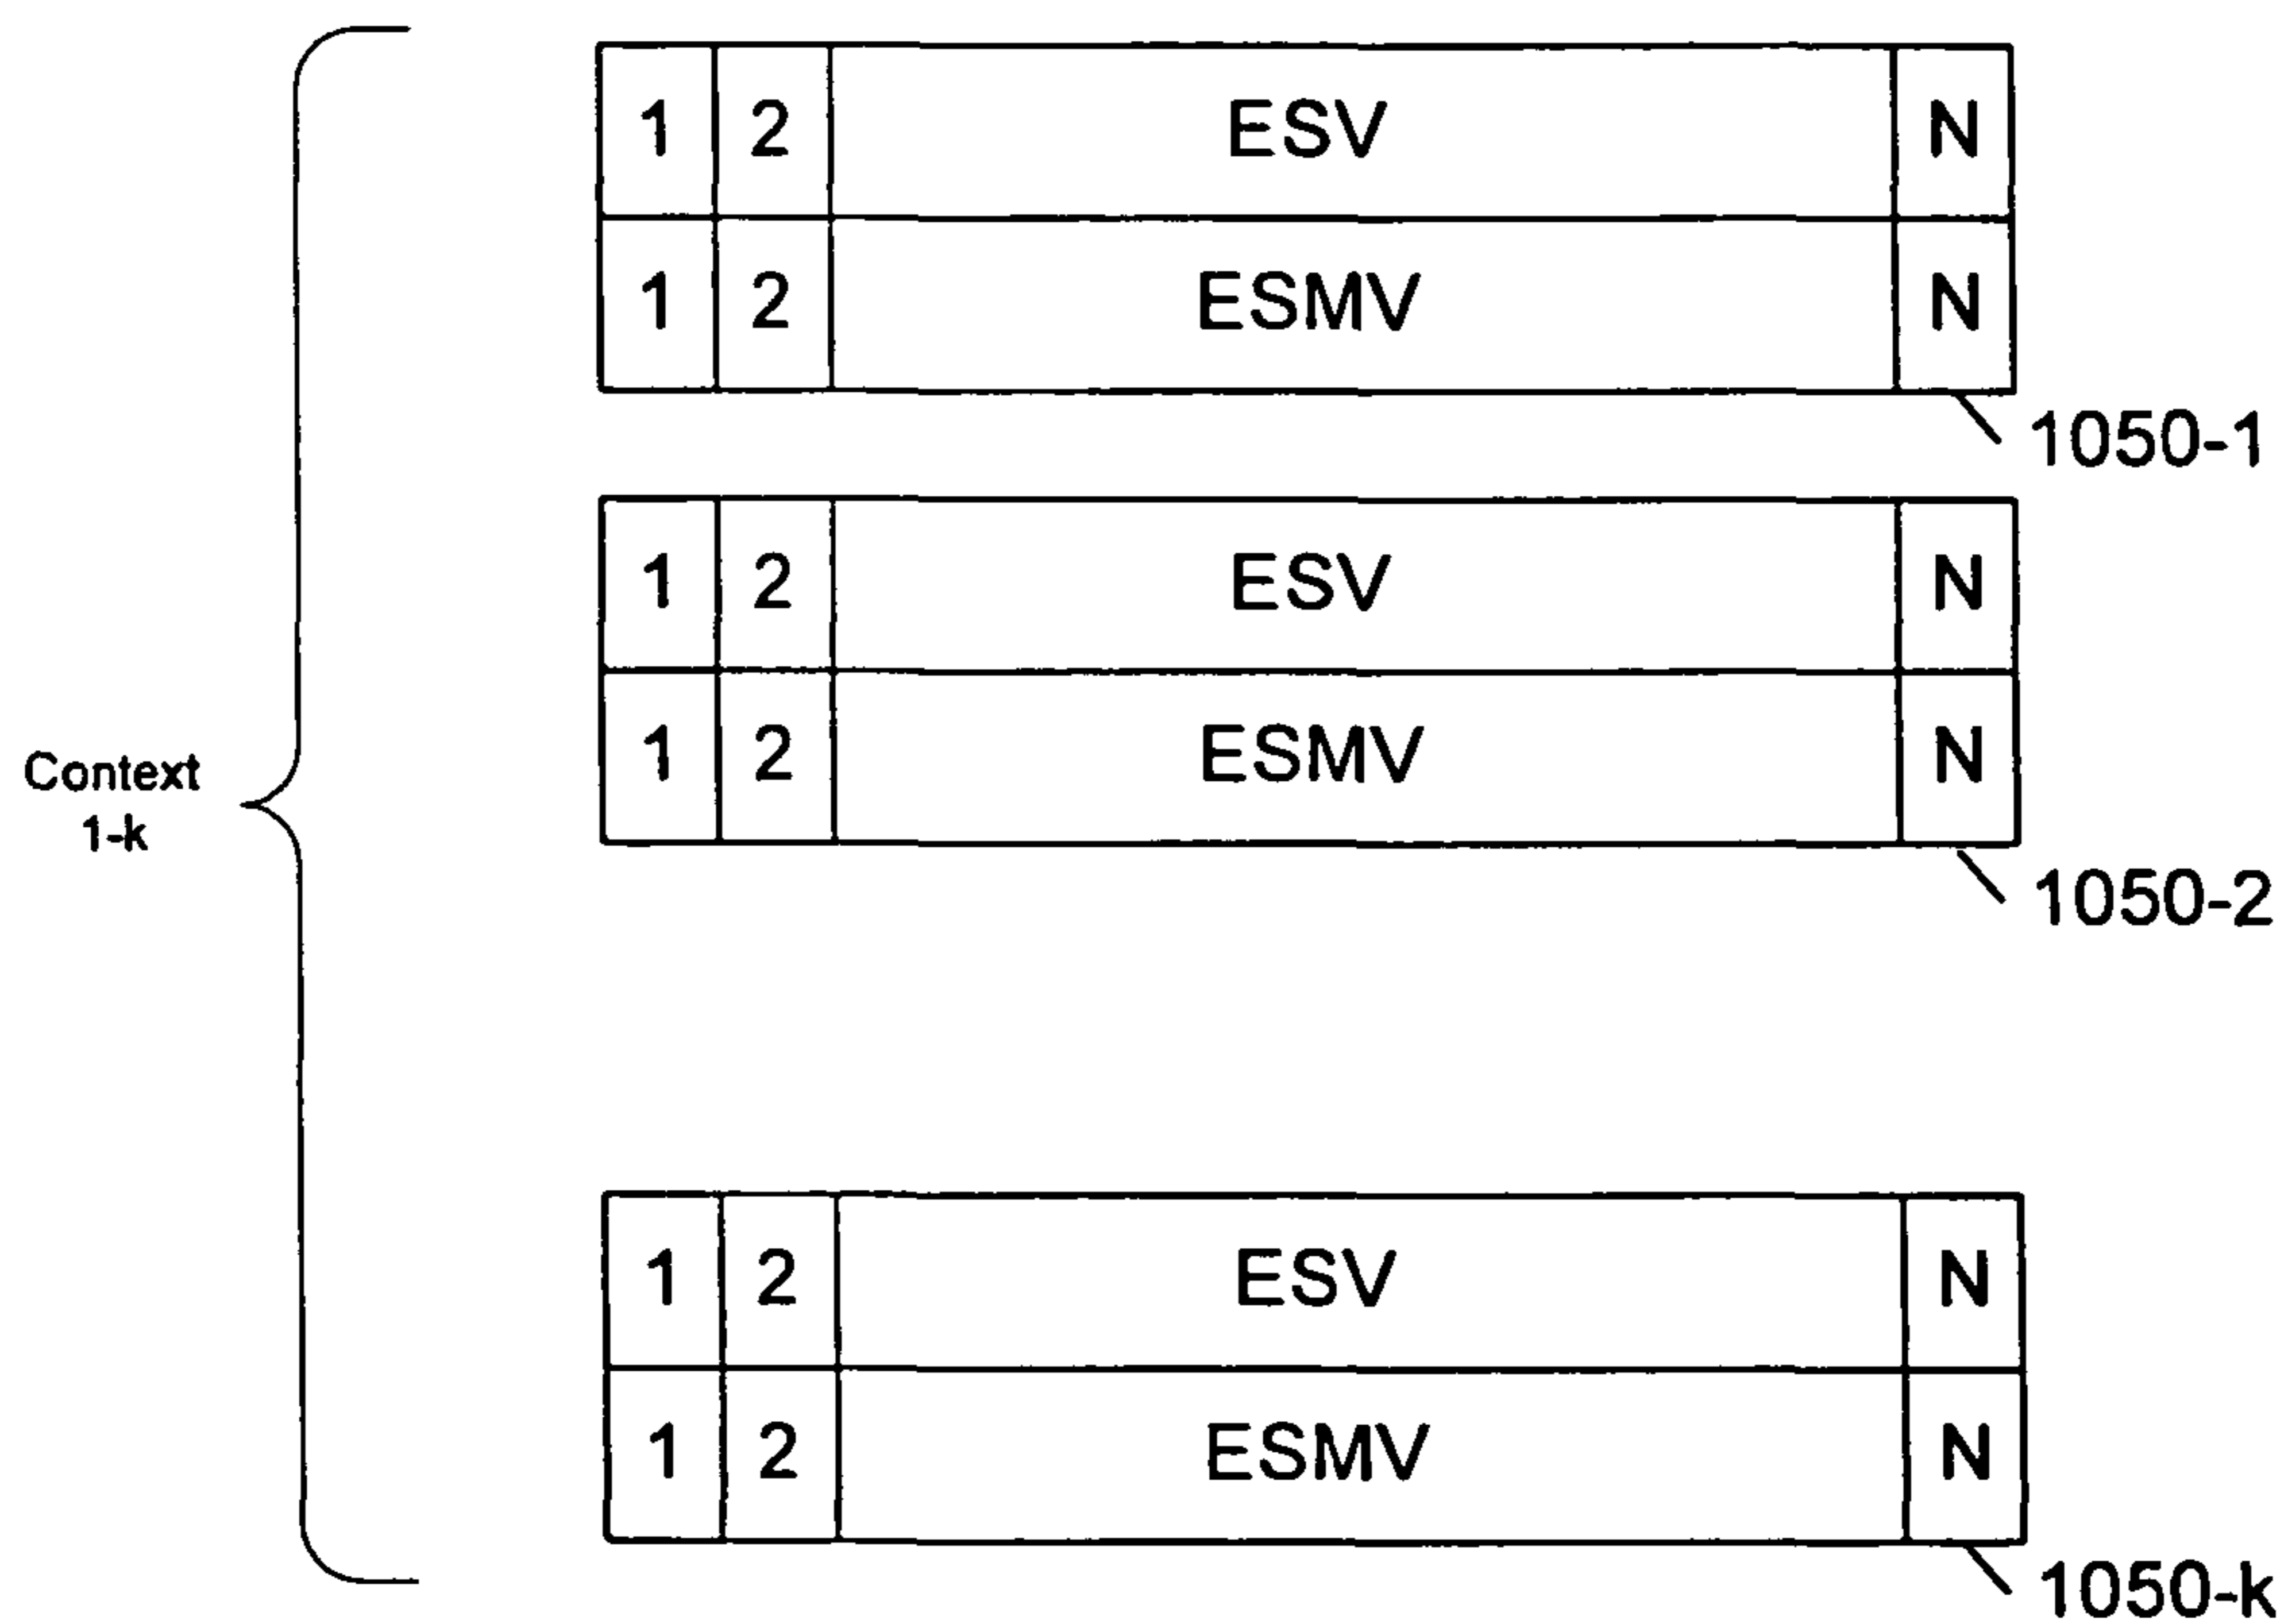 1 2 ESV N
1 2 ESMV N
1050-1
1 2 ESV N
1 2 ESMV N
Context
1-k
1050-2
1 2 ESV N
1 2 ESMV N
1050-k